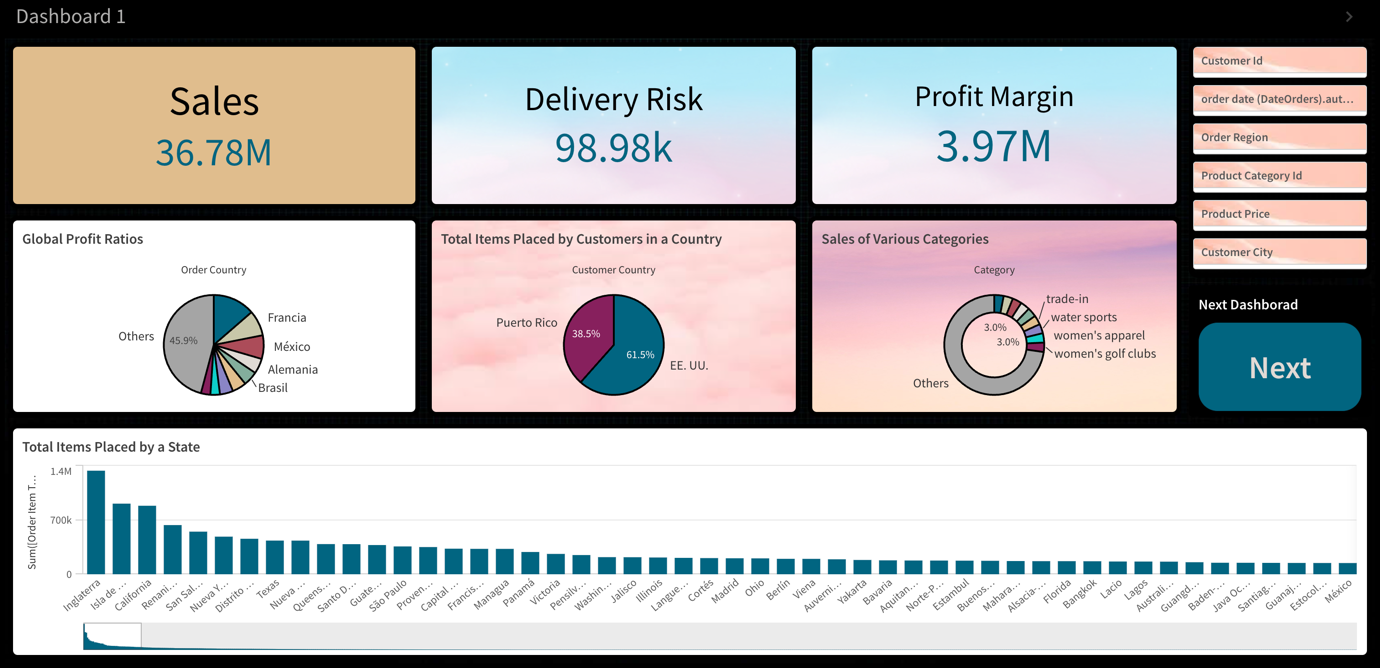 Dashboard 1
Sales
36.78M
Delivery Risk
98.98k
Profit Margin
3.97M
Customer Id
order date (DateOrders).aut...
Order Region
Product Category Id
Product Price
Customer City
Global Profit Ratios
Order Country
Others
45.9%
Francia
México
Alemania
Brasil
Total Items Placed by Customers in a Country
Customer Country
Puerto Rico
38.5%
61.5%
EE. UU.
Sales of Various Categories
Category
trade-in
water sports
women's apparel
women's golf clubs
3.0%
3.0%
Others
Next Dashborad
Next
Total Items Placed by a State
Sum([Order Item T...
1.4M
700k
0
Inglaterra
Isla de ...
California
Renani...
San Sal...
Nueva Y...
Distrito ...
Texas
Nueva ...
Queens...
Santo D...
Guate...
São Paulo
Proven...
Capital ...
Francis...
Managua
Panamá
Victoria
Pensilv...
Washin...
Jalisco
Illinois
Langue...
Cortés
Madrid
Ohio
Berlín
Viena
Auverni...
Yakarta
Bavaria
Aquitan...
Norte-P...
Estambul
Buenos...
Mahara...
Alsacia-...
Florida
Bangkok
Lacio
Lagos
Australi...
Guangd...
Baden-...
Java Oc...
Santiag...
Guanaj...
Estocol...
México